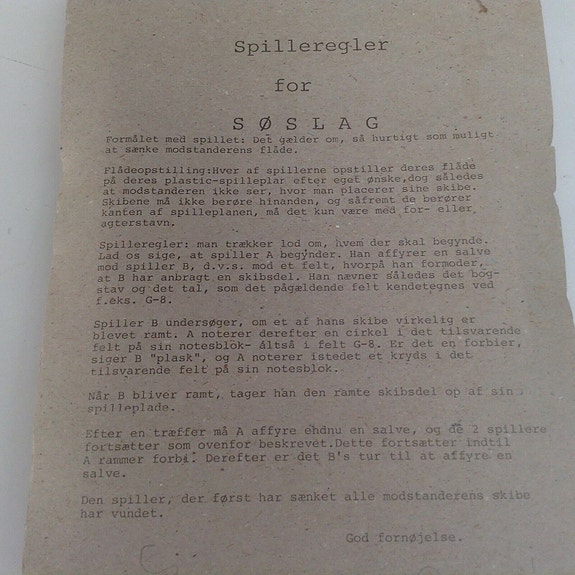 Spilleregler
for
S Ø S L A G
Formålet med spillet: Det gælder om, så hurtigt som muligt
at sænke modstanderens flåde.
Flådeopstilling:Hver af spillerne opstiller deres flåde
på deres plastic-spilleplar efter eget ønske,dog således
at modstanderen ikke ser, hvor man placerer sine skibe.
Skibene må ikke berøre hinanden, og såfremt de berører
kanten af spilleplanen, må det kun være med for- eller
agterstavn.
Spilleregler: man trækker lod om, hvem der skal begynde.
Lad os sige, at spiller A begynder. Han affyrer en salve
mod spiller B, d.v.s. mod et felt, hvorpå han formoder,
at B har anbragt en skibsdel. Han nævner således det bog-
stav og det tal, som det pågældende felt kendetegnes ved
f.eks. G-8.
Spiller B undersøger, om et af hans skibe virkelig er
blevet ramt. A noterer derefter en cirkel i det tilsvarende
felt på sin notesblok- altså i felt G-8. Er det en forbier,
siger B "plask", og A noterer istedet et kryds i det
tilsvarende felt på sin notesblok.
Når B bliver ramt, tager han den ramte skibsdel op af sin
spilleplade.
Efter en træffer må A affyre endnu en salve, og de 2 spillere
fortsætter som ovenfor beskrevet.Dette fortsætter indtil
A rammer forbi. Derefter er det B's tur til at affyre en
salve.
Den spiller, der først har sænket alle modstanderens skibe
har vundet.
God fornøjelse.